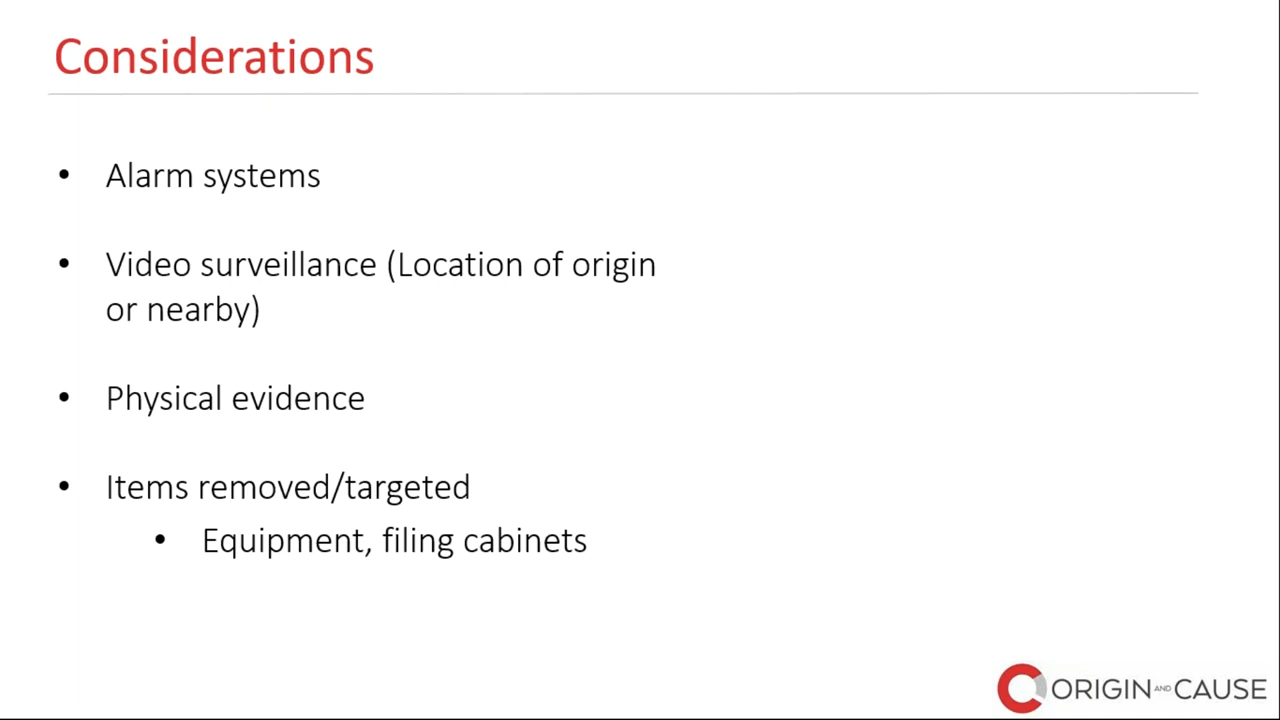 Considerations
• Alarm systems
• Video surveillance (Location of origin
or nearby)
• Physical evidence
• Items removed/targeted
• Equipment, filing cabinets
ORIGIN AND CAUSE